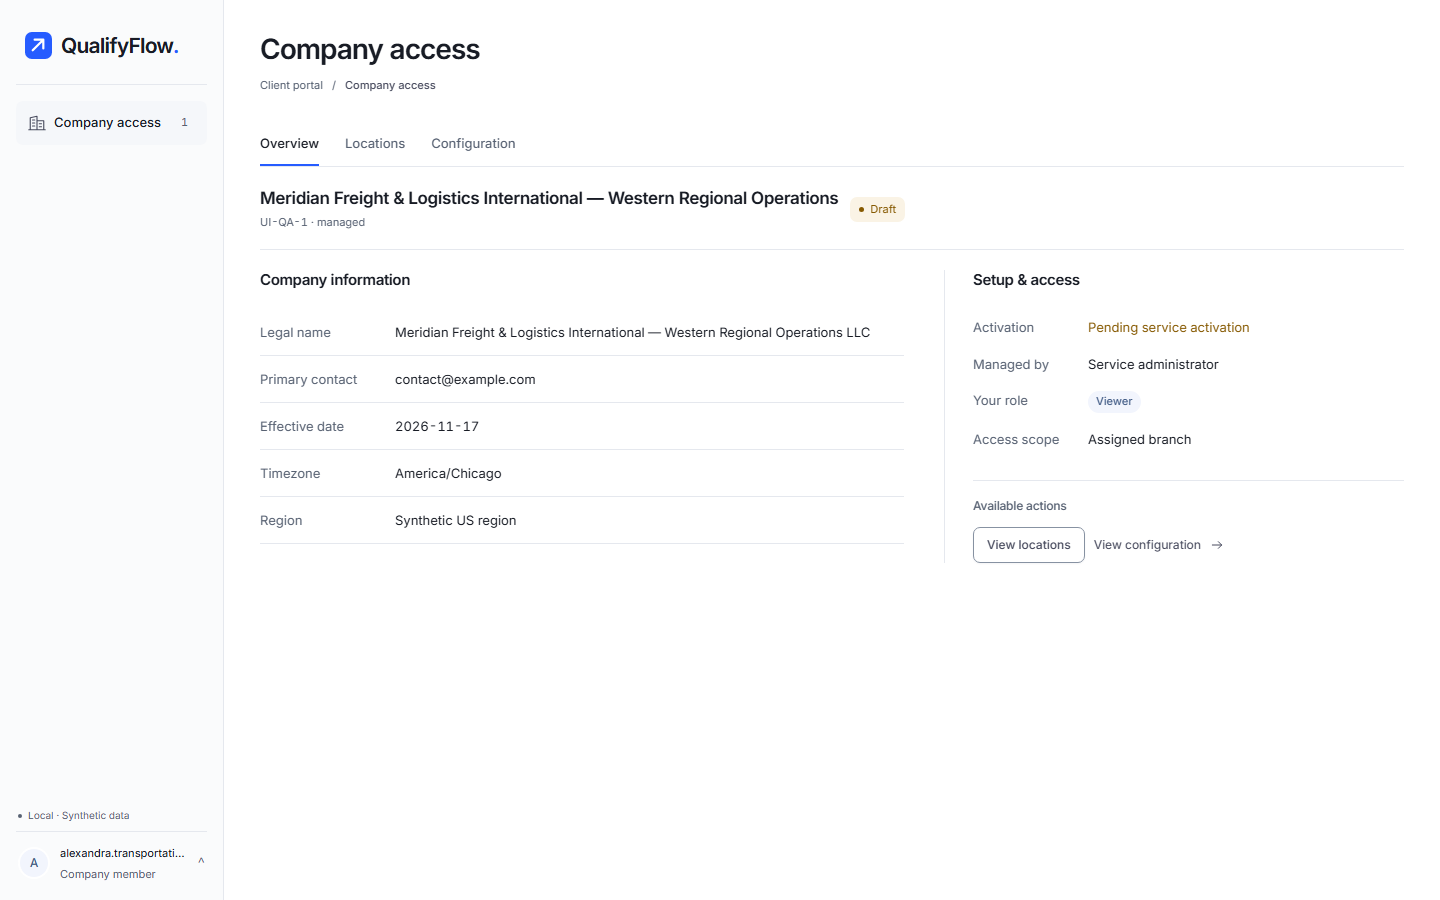 QualifyFlow.
Company access 1
Local · Synthetic data
A
alexandra.transportati...
Company member
Company access
Client portal / Company access
Overview Locations Configuration
Meridian Freight & Logistics International — Western Regional Operations
Draft
UI-QA-1 · managed
Company information
Legal name Meridian Freight & Logistics International — Western Regional Operations LLC
Primary contact contact@example.com
Effective date 2026-11-17
Timezone America/Chicago
Region Synthetic US region
Setup & access
Activation Pending service activation
Managed by Service administrator
Your role Viewer
Access scope Assigned branch
Available actions
View locations View configuration →